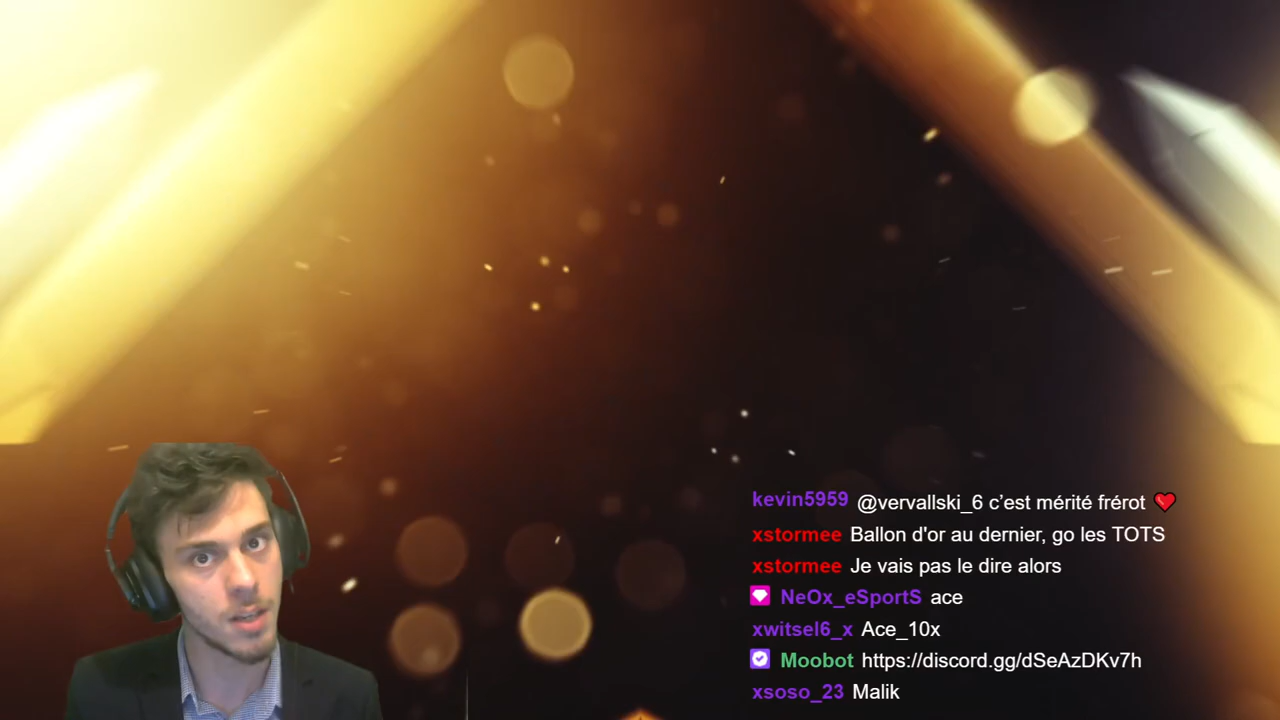 kevin5959 @vervallski_6 c’est mérité frérot
xstormee Ballon d'or au dernier, go les TOTS
xstormee Je vais pas le dire alors
NeOx_eSportS ace
xwitsel6_x Ace_10x
Moobot https://discord.gg/dSeAzDKv7h
xsoso_23 Malik